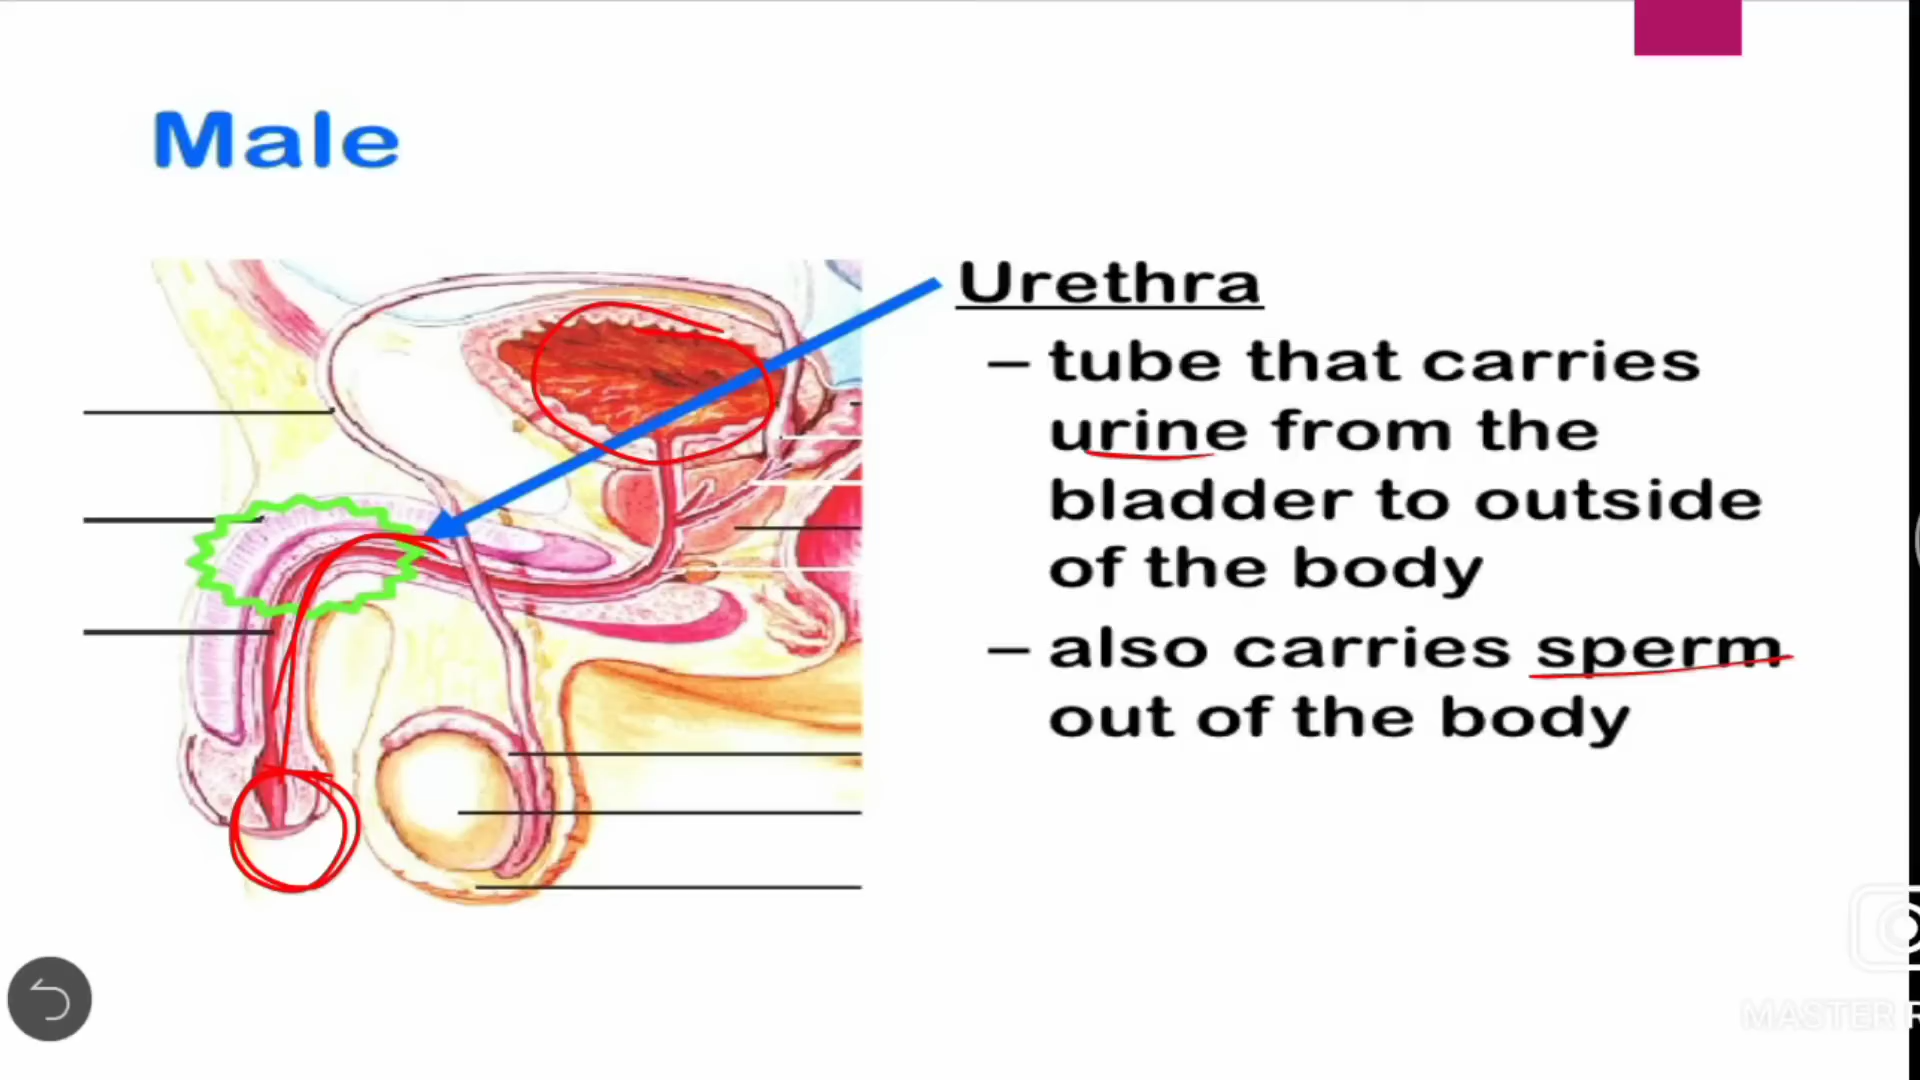 Male
Urethra
– tube that carries
urine from the
bladder to outside
of the body
– also carries sperm
out of the body
MASTER